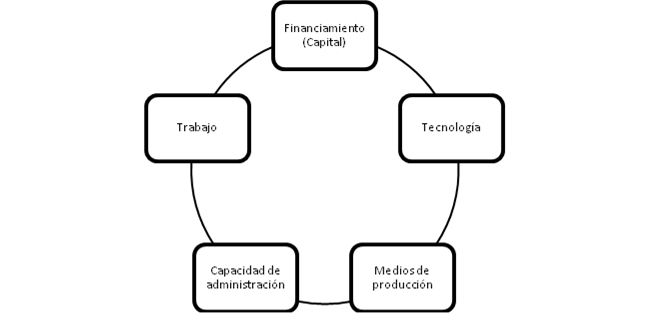 Financiamiento
(Capital)
Trabajo
Tecnología
Capacidad de
administración
Medios de
producción